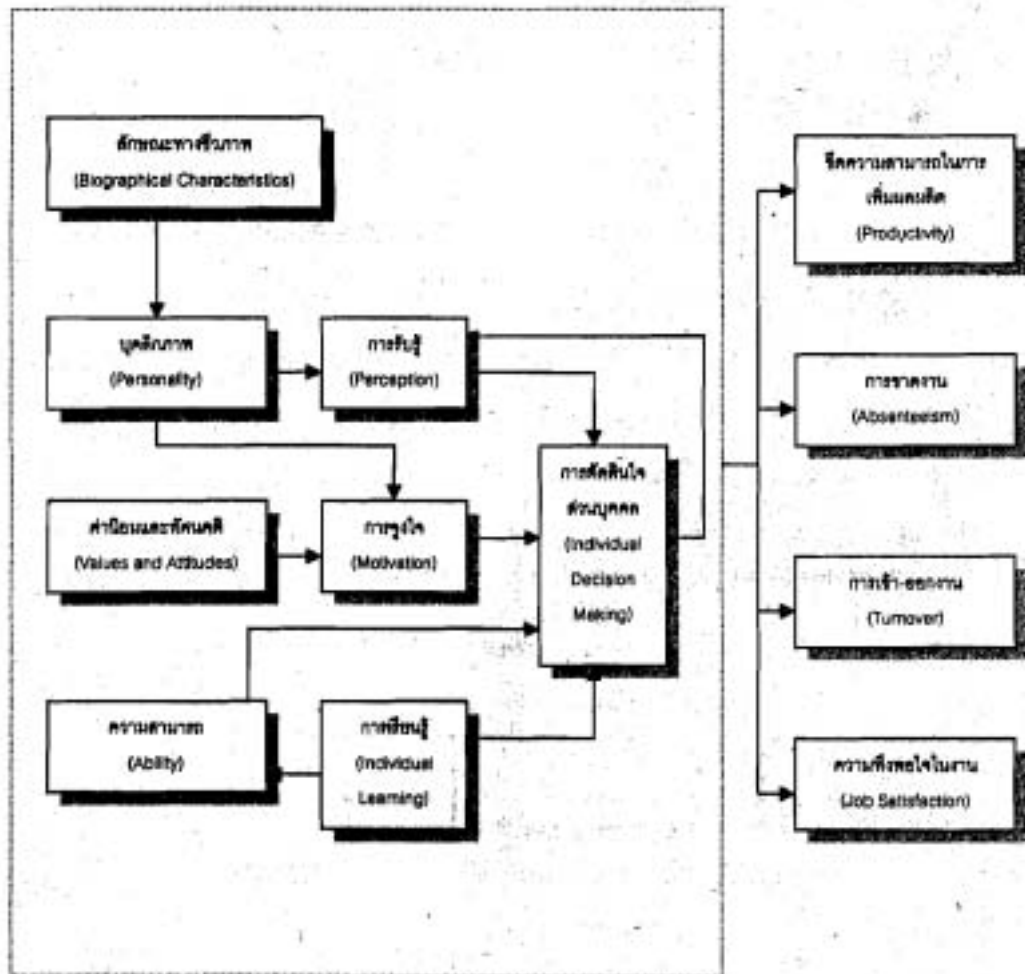 ลักษณะทางชีวภาพ
(Biographical Characteristics)
ขีดความสามารถในการ
เพิ่มผลผลิต
(Productivity)
บุคลิกภาพ
(Personality)
การรับรู้
(Perception)
การขาดงาน
(Absenteeism)
การตัดสินใจ
ส่วนบุคคล
(Individual
Decision
Making)
ค่านิยมและทัศนคติ
(Values and Attitudes)
การจูงใจ
(Motivation)
การเข้า-ออกงาน
(Turnover)
ความสามารถ
(Ability)
การเรียนรู้
(Individual
Learning)
ความพึงพอใจในงาน
(Job Satisfaction)